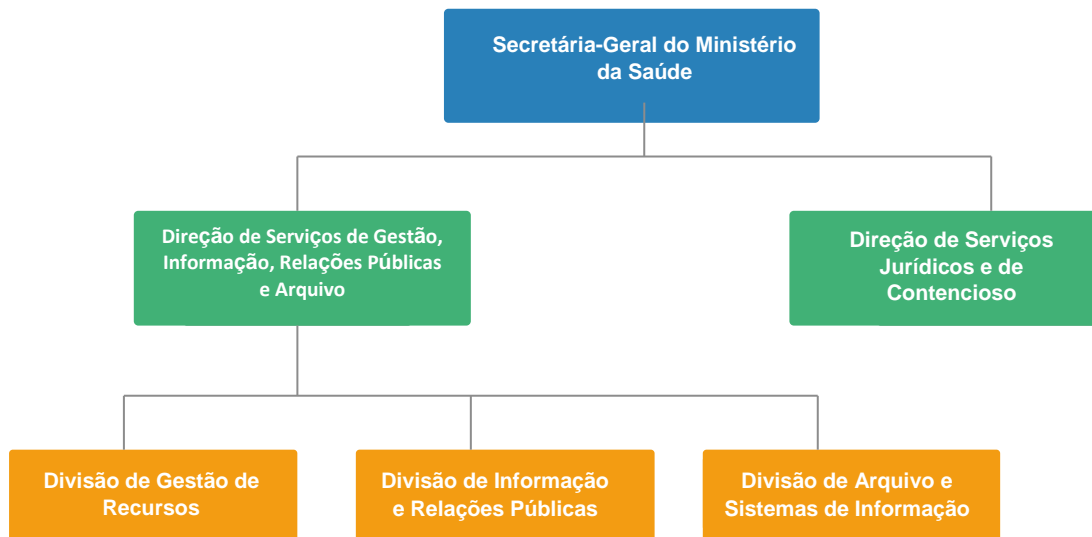 Secretária-Geral do Ministério
da Saúde
Direção de Serviços de Gestão,
Informação, Relações Públicas
e Arquivo
Direção de Serviços
Jurídicos e de
Contencioso
Divisão de Gestão de
Recursos
Divisão de Informação
e Relações Públicas
Divisão de Arquivo e
Sistemas de Informação